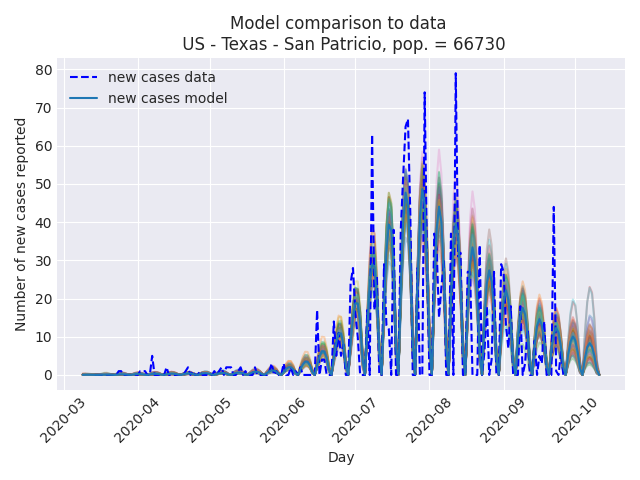 Model comparison to data
US - Texas - San Patricio, pop. = 66730
new cases data
new cases model
Number of new cases reported
80
70
60
50
40
30
20
10
0
2020-03
2020-04
2020-05
2020-06
2020-07
2020-08
2020-09
2020-10
Day